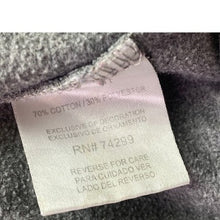 70% COTTON / 30% POLYESTER
EXCLUSIVE OF DECORATION
EXCLUSIVO DE ORNAMENTO
RN# 74299
REVERSE FOR CARE
PARA CUIDADO VER
LADO DEL REVERSO